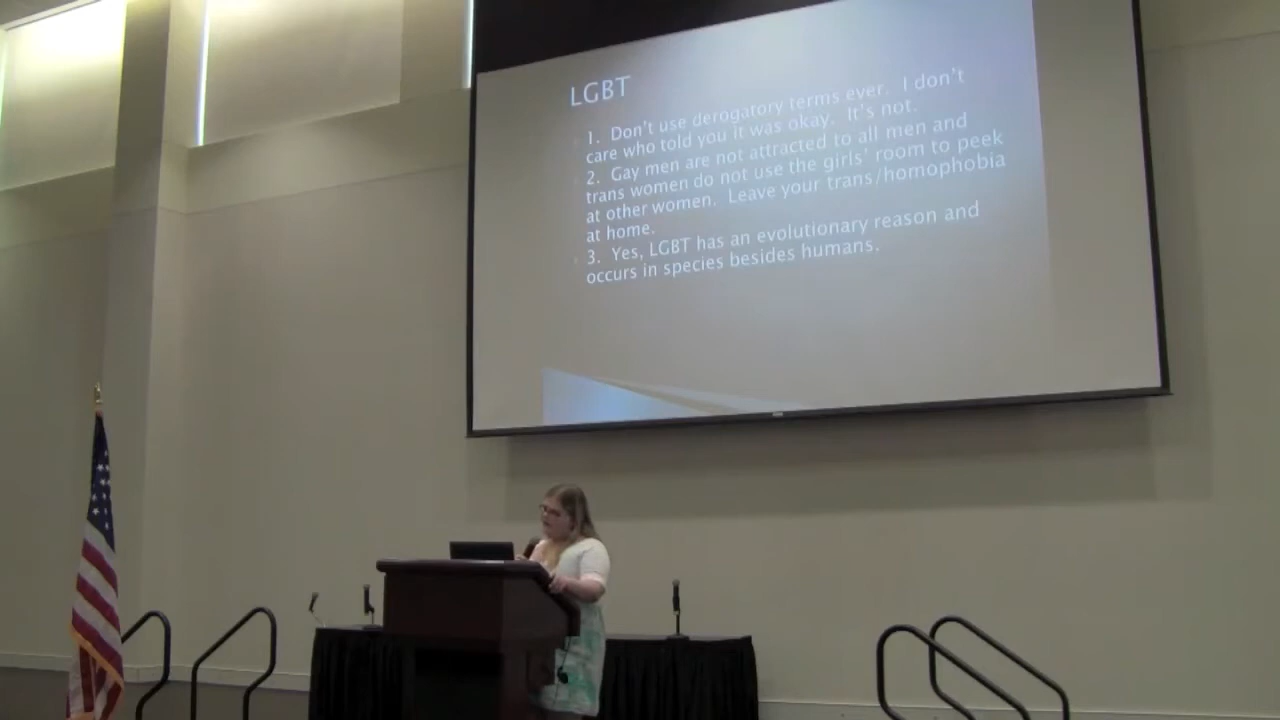 LGBT
1. Don't use derogatory terms ever. I don't
care who told you it was okay. It's not.
2. Gay men are not attracted to all men and
trans women do not use the girls' room to peek
at other women. Leave your trans/homophobia
at home.
3. Yes, LGBT has an evolutionary reason and
occurs in species besides humans.